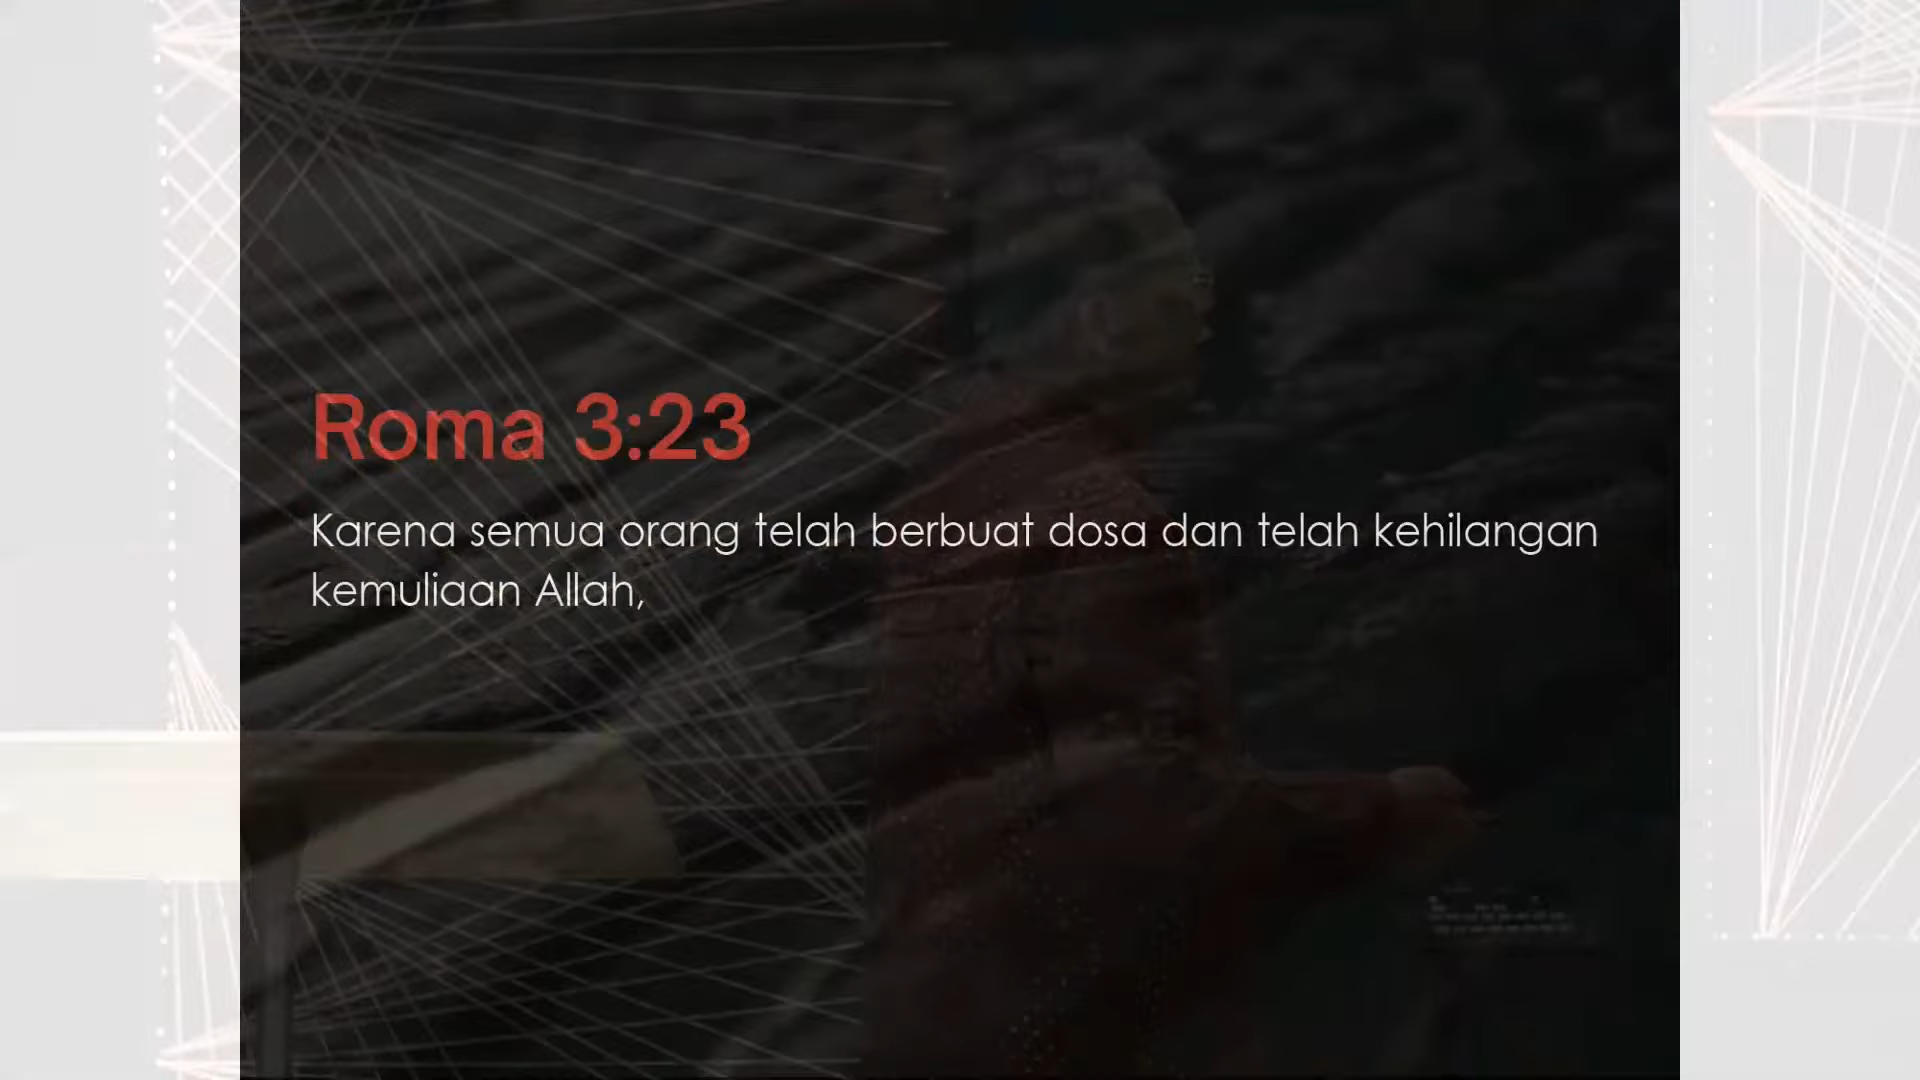 Roma 3:23
Karena semua orang telah berbuat dosa dan telah kehilangan
kemuliaan Allah,